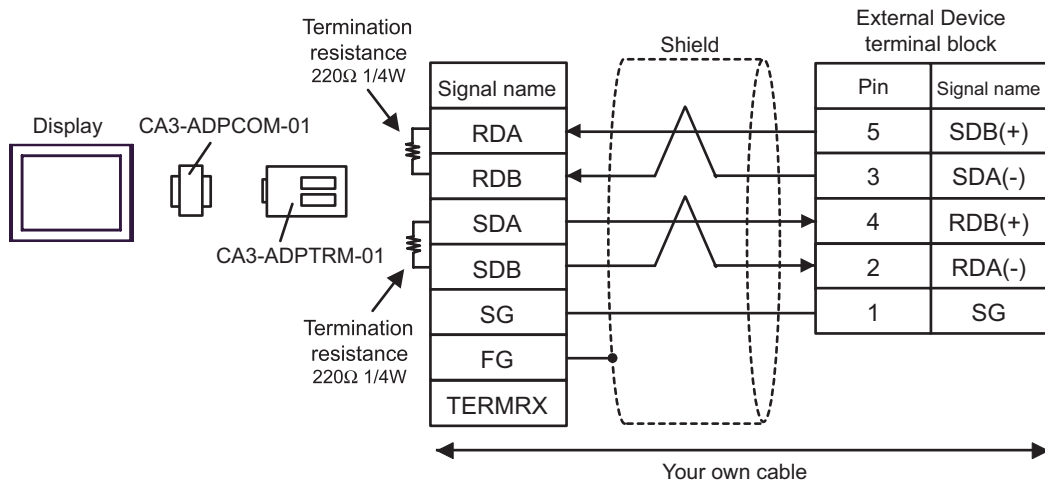 Termination
resistance
220Ω 1/4W
Shield
External Device
terminal block
Display
CA3-ADPCOM-01
CA3-ADPTRM-01
Signal name
RDA
RDB
SDA
SDB
SG
FG
TERMRX
Pin Signal name
5 SDB(+)
3 SDA(-)
4 RDB(+)
2 RDA(-)
1 SG
Termination
resistance
220Ω 1/4W
Your own cable